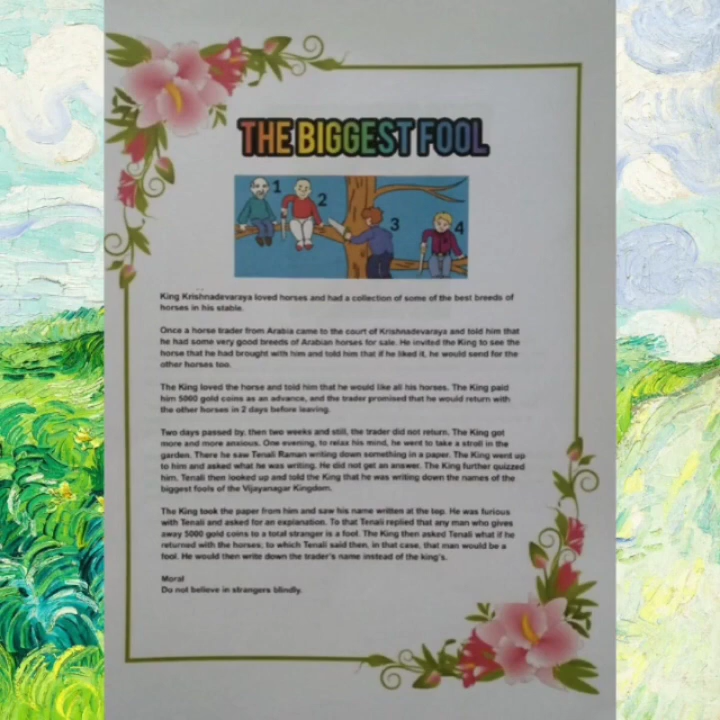 THE BIGGEST FOOL
1
2
3
4
King Krishnadevaraya loved horses and had a collection of some of the best breeds of
horses in his stable.
Once a horse trader from Arabia came to the court of Krishnadevaraya and told him that
he had some very good breeds of Arabian horses for sale. He invited the King to see the
horse that he had brought with him and told him that if he liked it, he would send for the
other horses too.
The King loved the horse and told him that he would like all his horses. The King paid
him 5000 gold coins as an advance, and the trader promised that he would return with
the other horses in 2 days before leaving.
Two days passed by, then two weeks and still, the trader did not return. The King got
more and more anxious. One evening, to relax his mind, he went to take a stroll in the
garden. There he saw Tenali Raman writing down something in a paper. The King went up
to him and asked what he was writing. He did not get an answer. The King further quizzed
him. Tenali then looked up and told the King that he was writing down the names of the
biggest fools of the Vijayanagar Kingdom.
The King took the paper from him and saw his name written at the top. He was furious
with Tenali and asked for an explanation. To that Tenali replied that any man who gives
away 5000 gold coins to a total stranger is a fool. The King then asked Tenali what if he
returned with the horses; to which Tenali said then, in that case, that man would be a
fool. He would then write down the trader's name instead of the king's.
Moral
Do not believe in strangers blindly.